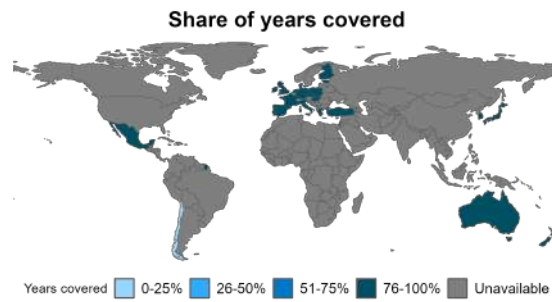 Share of years covered
Years covered 0-25% 26-50% 51-75% 76-100% Unavailable